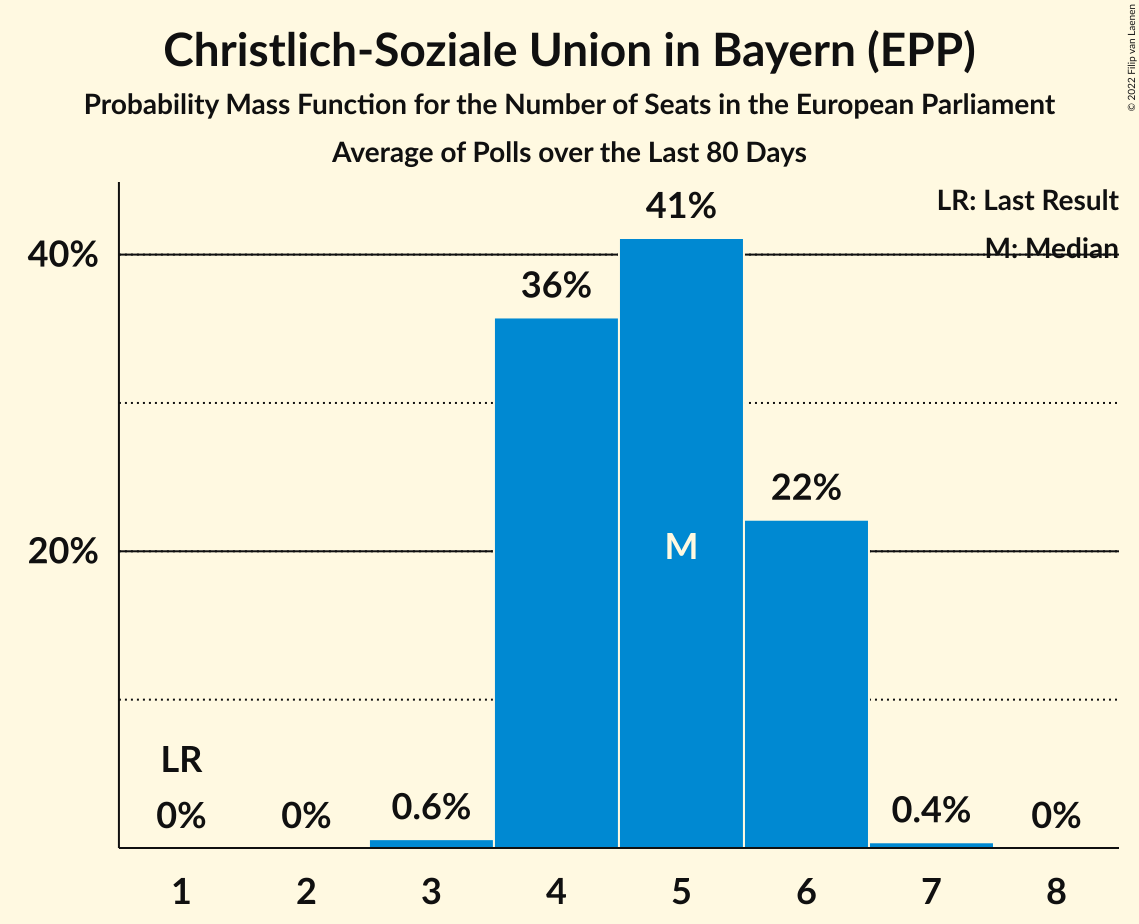 Christlich-Soziale Union in Bayern (EPP)
Probability Mass Function for the Number of Seats in the European Parliament
Average of Polls over the Last 80 Days
© 2022 Filip van Laenen
LR: Last Result
M: Median
41%
40%
36%
22%
20%
M
LR
0%
0%
0.6%
0.4%
0%
1 2 3 4 5 6 7 8